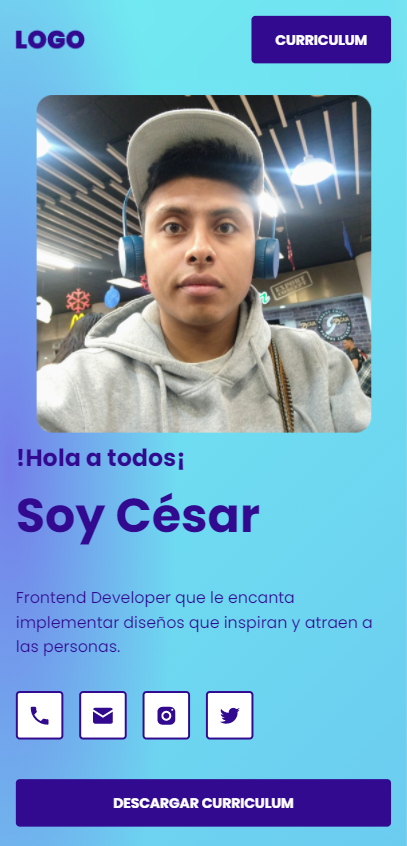 LOGO
CURRICULUM
EXPORT
!Hola a todos¡
Soy César
Frontend Developer que le encanta
implementar diseños que inspiran y atraen a
las personas.
DESCARGAR CURRICULUM